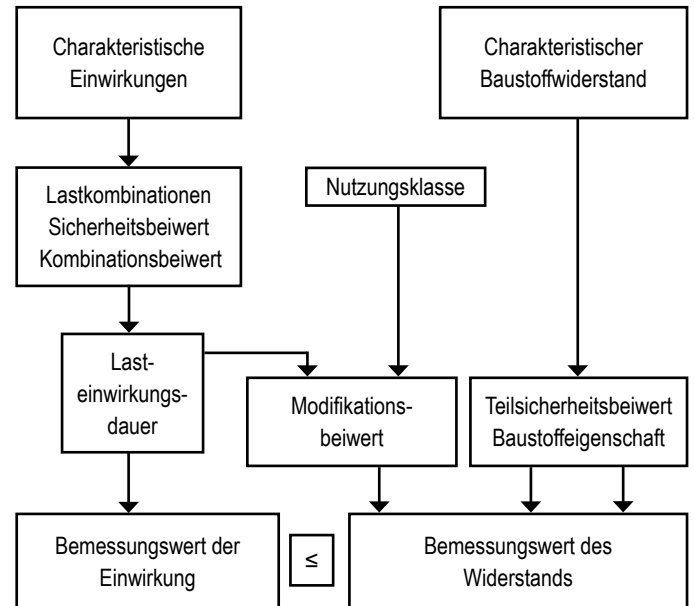 Charakteristische
Einwirkungen
Charakteristischer
Baustoffwiderstand
Lastkombinationen
Sicherheitsbeiwert
Kombinationsbeiwert
Nutzungsklasse
Last-
einwirkungs-
dauer
Modifikations-
beiwert
Teilsicherheitsbeiwert
Baustoffeigenschaft
Bemessungswert der
Einwirkung
≤
Bemessungswert des
Widerstands